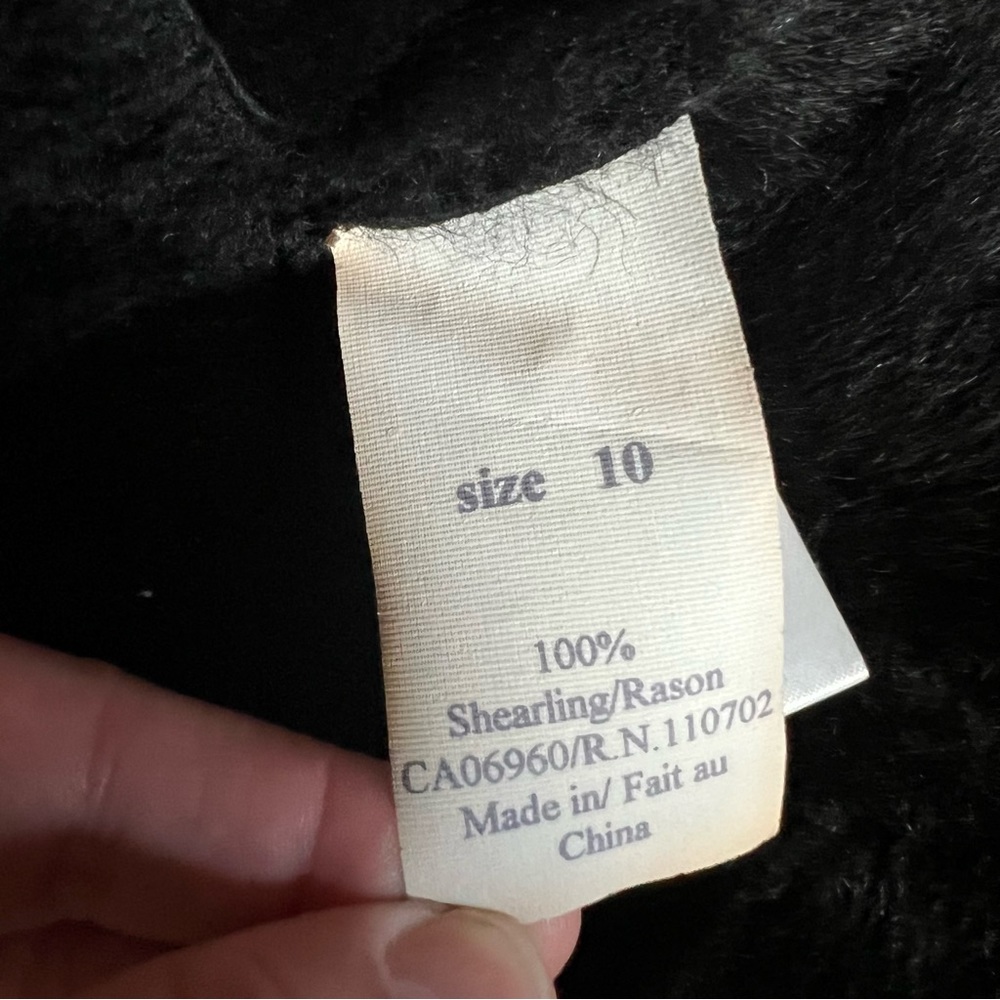 size 10
100%
Shearling/Rason
CA06960/R.N.110702
Made in/ Fait au
China